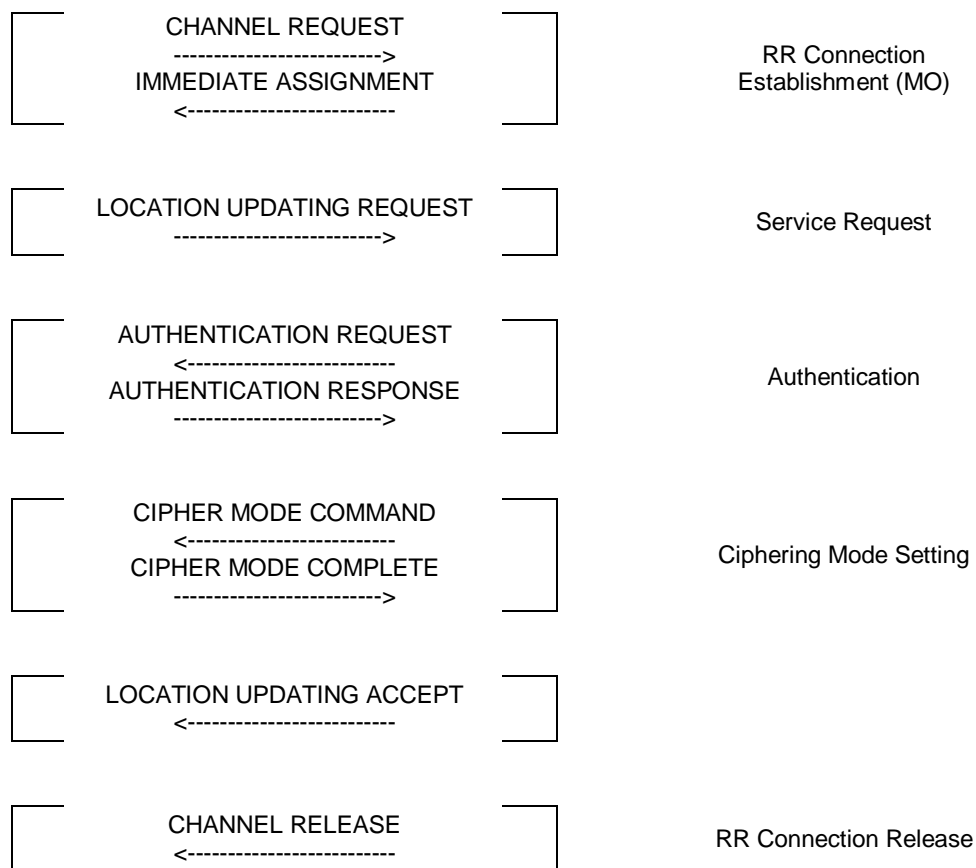 CHANNEL REQUEST
-------------------------->
IMMEDIATE ASSIGNMENT
<--------------------------
RR Connection
Establishment (MO)
LOCATION UPDATING REQUEST
-------------------------->
Service Request
AUTHENTICATION REQUEST
<--------------------------
AUTHENTICATION RESPONSE
-------------------------->
Authentication
CIPHER MODE COMMAND
<--------------------------
CIPHER MODE COMPLETE
-------------------------->
Ciphering Mode Setting
LOCATION UPDATING ACCEPT
<--------------------------
CHANNEL RELEASE
<--------------------------
RR Connection Release